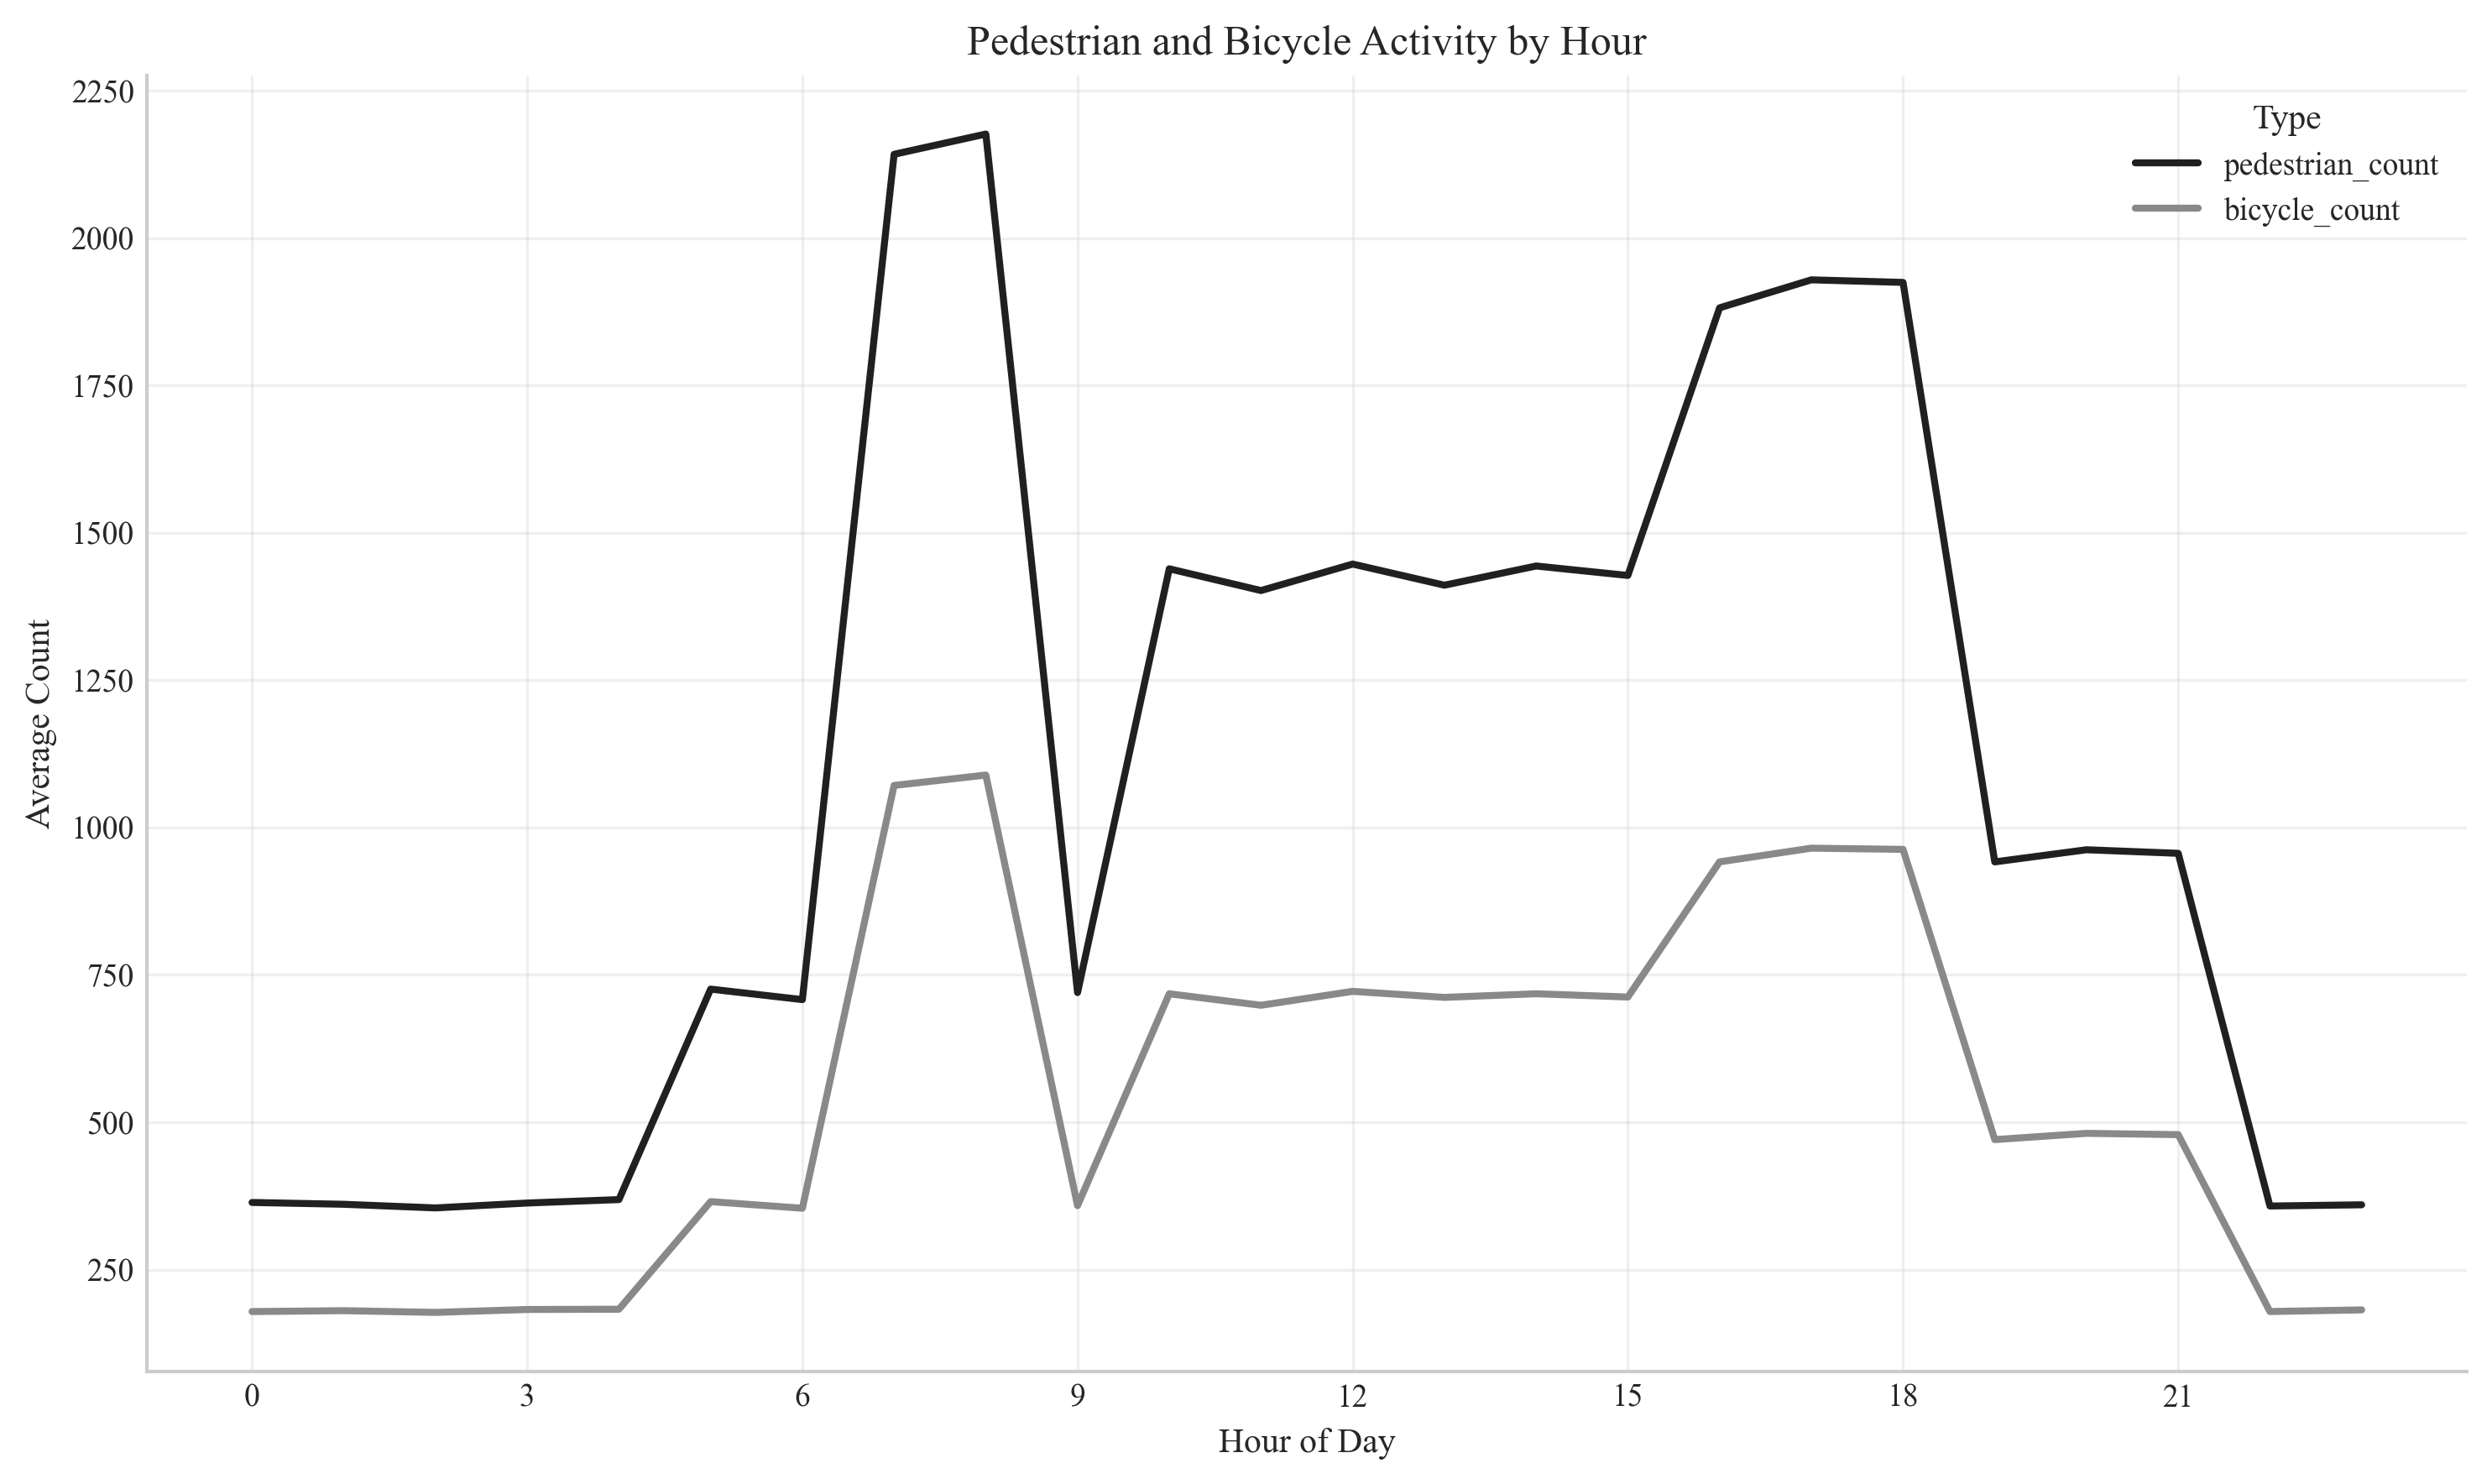 Pedestrian and Bicycle Activity by Hour
Type
pedestrian_count
bicycle_count
Average Count
2250
2000
1750
1500
1250
1000
750
500
250
0 3 6 9 12 15 18 21
Hour of Day